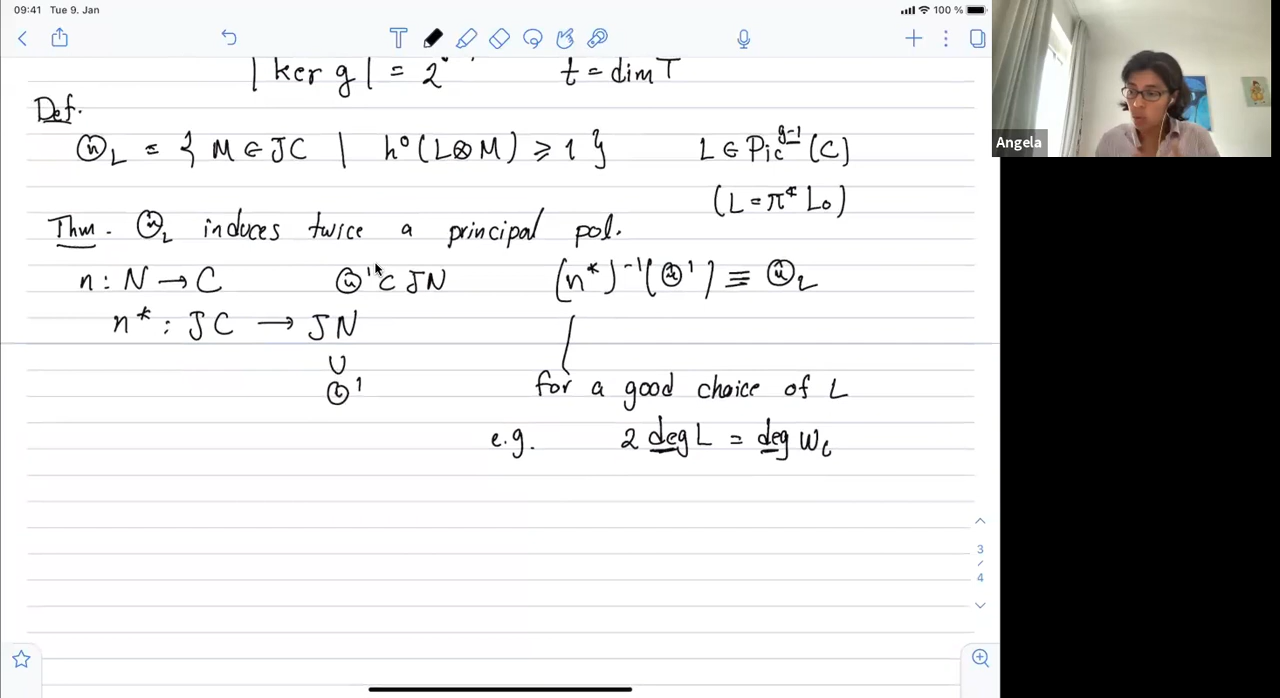 09:41 Tue 9. Jan
100 %
| ker g | = 2 t = dim T
Def.
Θ_L = { M ∈ JC | h⁰(L⊗M) ⩾ 1 } L ∈ Pic^{g-1}(C)
(L = π* L₀)
Thm. Θ_L induces twice a principal pol.
n : N → C Θ' ⊂ JN (n*)⁻¹(Θ') ≡ Θ_L
n* : JC → JN
∪
Θ'
for a good choice of L
e.g. 2 deg L = deg ω_C
3
/
4
Angela